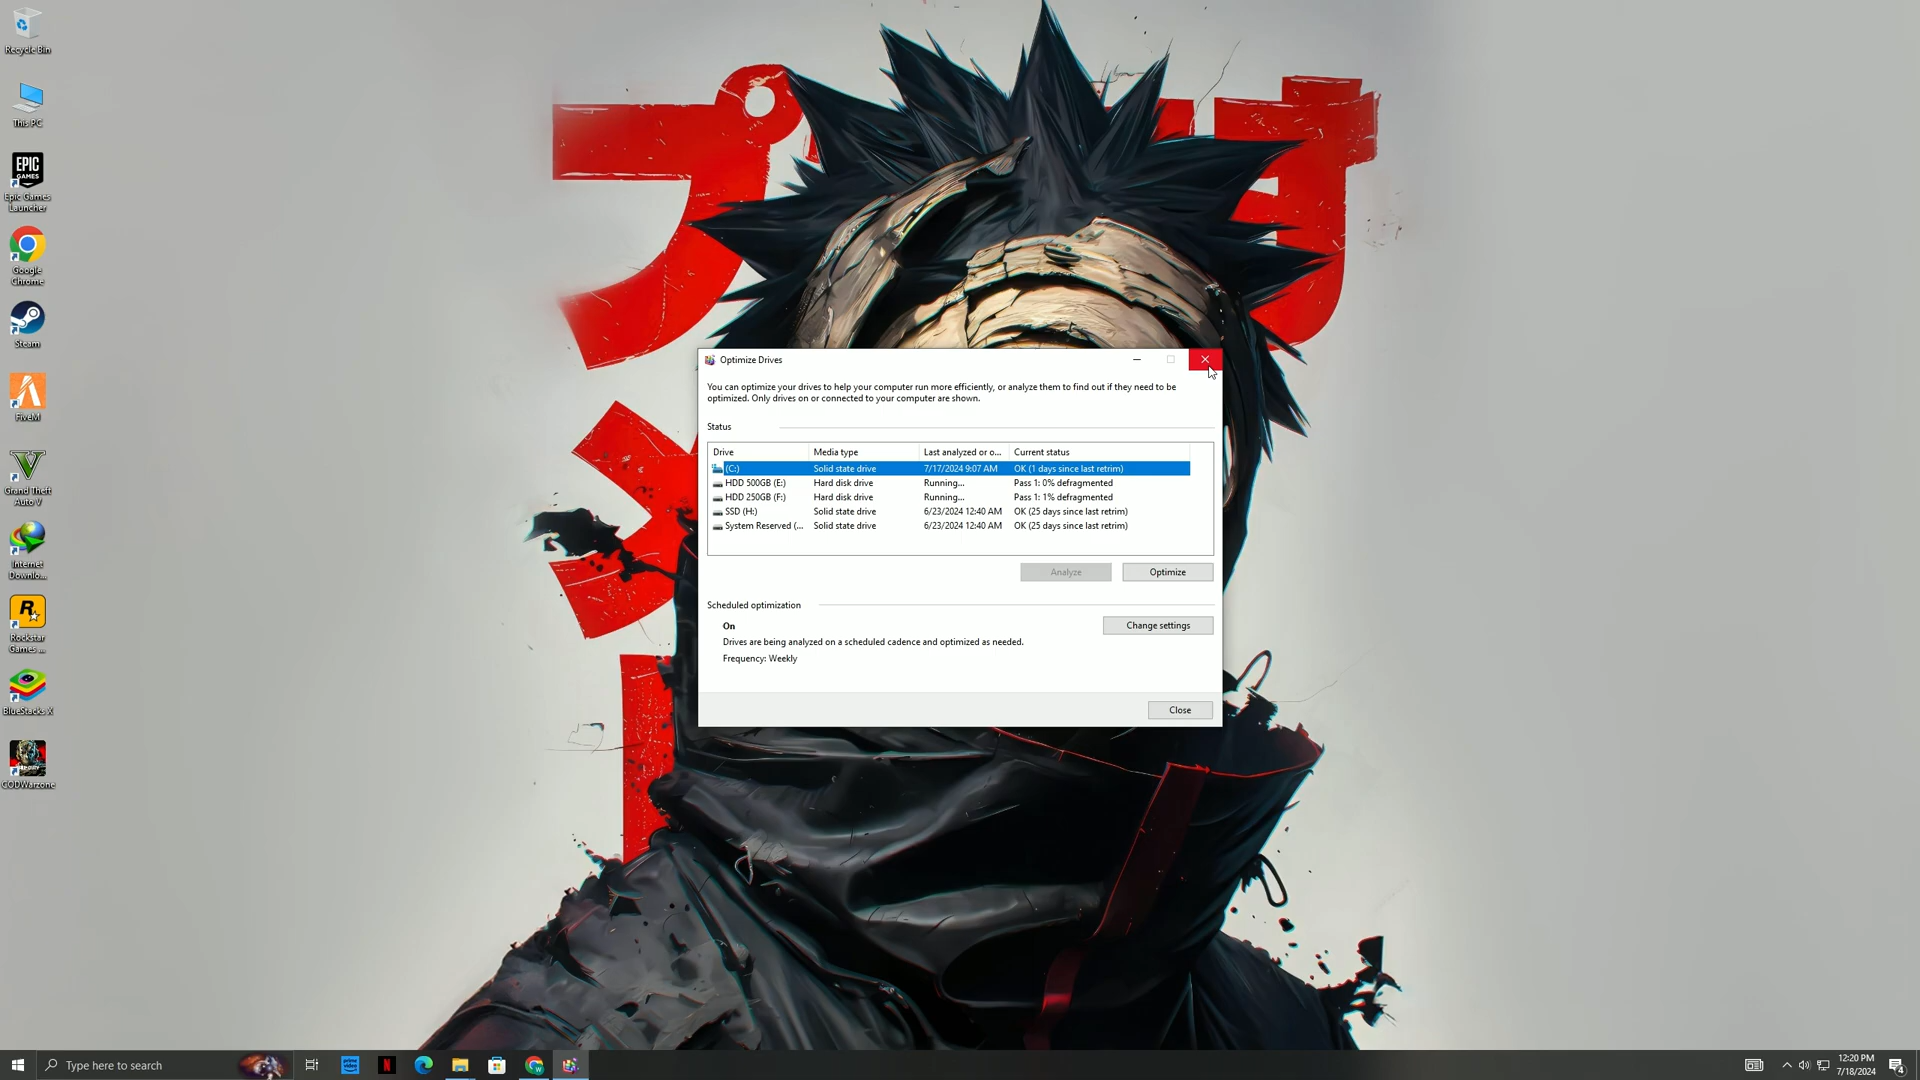 Recycle Bin
This PC
EPIC
GAMES
Epic Games
Launcher
Google
Chrome
Steam
FiveM
Grand Theft
Auto V
Internet
Downlo...
Rockstar
Games ...
BlueStacks X
CODWarzone
Optimize Drives
You can optimize your drives to help your computer run more efficiently, or analyze them to find out if they need to be
optimized. Only drives on or connected to your computer are shown.
Status
Drive Media type Last analyzed or o... Current status
(C:) Solid state drive 7/17/2024 9:07 AM OK (1 days since last retrim)
HDD 500GB (E:) Hard disk drive Running... Pass 1: 0% defragmented
HDD 250GB (F:) Hard disk drive Running... Pass 1: 1% defragmented
SSD (H:) Solid state drive 6/23/2024 12:40 AM OK (25 days since last retrim)
System Reserved (... Solid state drive 6/23/2024 12:40 AM OK (25 days since last retrim)
Analyze Optimize
Scheduled optimization
On
Change settings
Drives are being analyzed on a scheduled cadence and optimized as needed.
Frequency: Weekly
Close
Type here to search
12:20 PM
7/18/2024
4